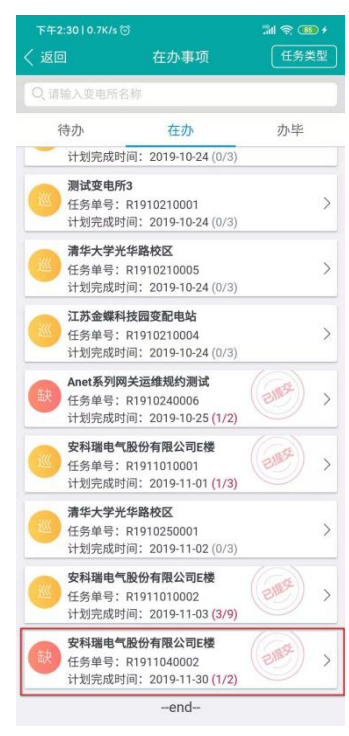 下午2:30 | 0.7K/s
85
返回
在办事项
任务类型
请输入变电所名称
待办
在办
办毕
计划完成时间：2019-10-24 (0/3)
巡
测试变电所3
任务单号：R1910210001
计划完成时间：2019-10-24 (0/3)
巡
清华大学光华路校区
任务单号：R1910210005
计划完成时间：2019-10-24 (0/3)
巡
江苏金蝶科技园变配电站
任务单号：R1910210004
计划完成时间：2019-10-24 (0/3)
缺
Anet系列网关运维规约测试
任务单号：R1910240006
计划完成时间：2019-10-25 (1/2)
已提交
巡
安科瑞电气股份有限公司E楼
任务单号：R1911010001
计划完成时间：2019-11-01 (1/3)
已提交
巡
清华大学光华路校区
任务单号：R1910250001
计划完成时间：2019-11-02 (0/3)
巡
安科瑞电气股份有限公司E楼
任务单号：R1911010002
计划完成时间：2019-11-03 (3/9)
已提交
缺
安科瑞电气股份有限公司E楼
任务单号：R1911040002
计划完成时间：2019-11-30 (1/2)
已提交
--end--